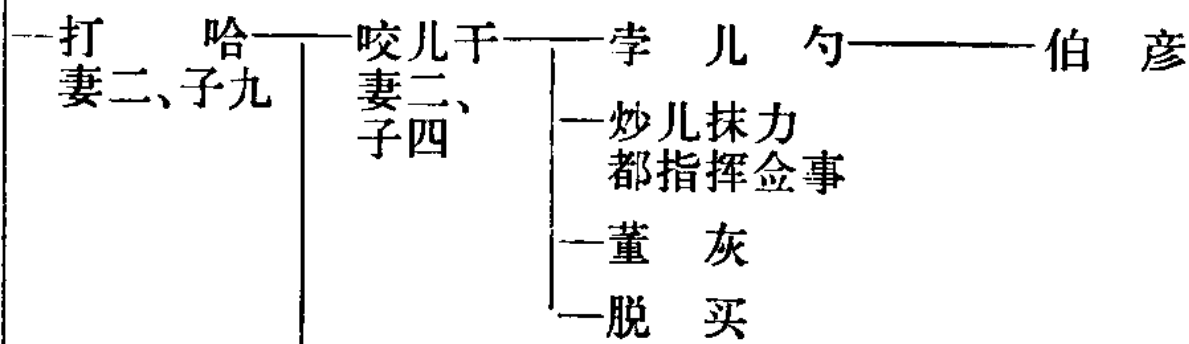 打哈 咬儿干 孛儿勺 伯彦
妻二、子九 妻二、
子四
炒儿抹力
都指挥佥事
董灰
脱买